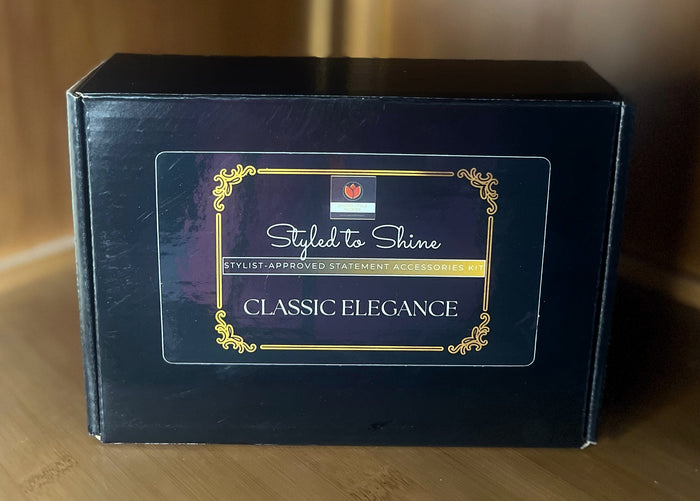 Styled to Shine
STYLIST-APPROVED STATEMENT ACCESSORIES KIT
CLASSIC ELEGANCE